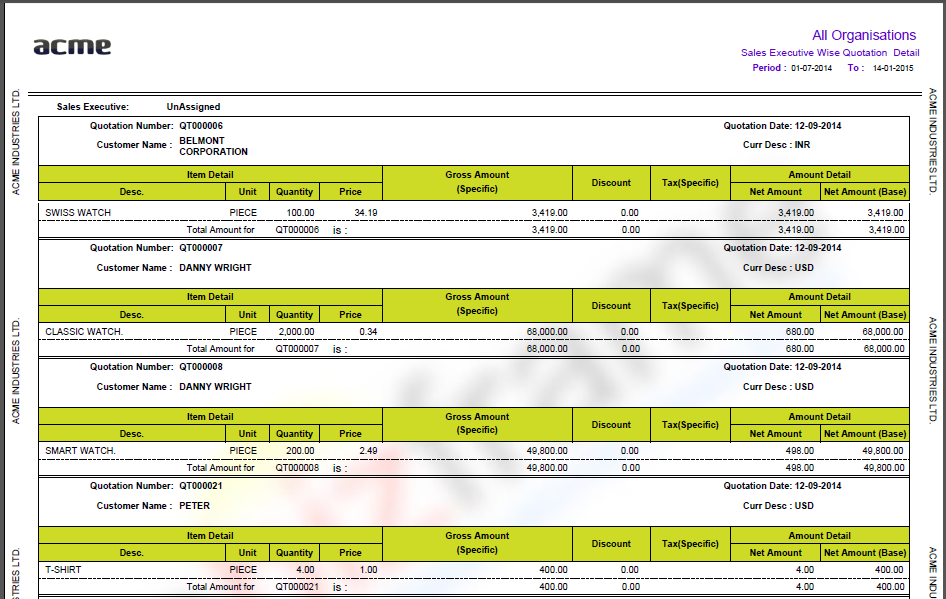 acme
All Organisations
Sales Executive Wise Quotation Detail
Period : 01-07-2014 To : 14-01-2015
ACME INDUSTRIES LTD.
ACME INDUSTRIES LTD.
Sales Executive: UnAssigned
Quotation Number: QT000006 Quotation Date: 12-09-2014
Customer Name : BELMONT CORPORATION Curr Desc : INR
Item Detail Gross Amount (Specific) Discount Tax(Specific) Amount Detail
Desc. Unit Quantity Price Net Amount Net Amount (Base)
SWISS WATCH PIECE 100.00 34.19 3,419.00 0.00 3,419.00 3,419.00
Total Amount for QT000006 is : 3,419.00 0.00 3,419.00 3,419.00
Quotation Number: QT000007 Quotation Date: 12-09-2014
Customer Name : DANNY WRIGHT Curr Desc : USD
Item Detail Gross Amount (Specific) Discount Tax(Specific) Amount Detail
Desc. Unit Quantity Price Net Amount Net Amount (Base)
CLASSIC WATCH. PIECE 2,000.00 0.34 68,000.00 0.00 680.00 68,000.00
Total Amount for QT000007 is : 68,000.00 0.00 680.00 68,000.00
ACME INDUSTRIES LTD.
ACME INDUSTRIES LTD.
Quotation Number: QT000008 Quotation Date: 12-09-2014
Customer Name : DANNY WRIGHT Curr Desc : USD
Item Detail Gross Amount (Specific) Discount Tax(Specific) Amount Detail
Desc. Unit Quantity Price Net Amount Net Amount (Base)
SMART WATCH. PIECE 200.00 2.49 49,800.00 0.00 498.00 49,800.00
Total Amount for QT000008 is : 49,800.00 0.00 498.00 49,800.00
Quotation Number: QT000021 Quotation Date: 12-09-2014
Customer Name : PETER Curr Desc : USD
Item Detail Gross Amount (Specific) Discount Tax(Specific) Amount Detail
Desc. Unit Quantity Price Net Amount Net Amount (Base)
T-SHIRT PIECE 4.00 1.00 400.00 0.00 4.00 400.00
Total Amount for QT000021 is : 400.00 0.00 4.00 400.00
STRIES LTD.
ACME INDU